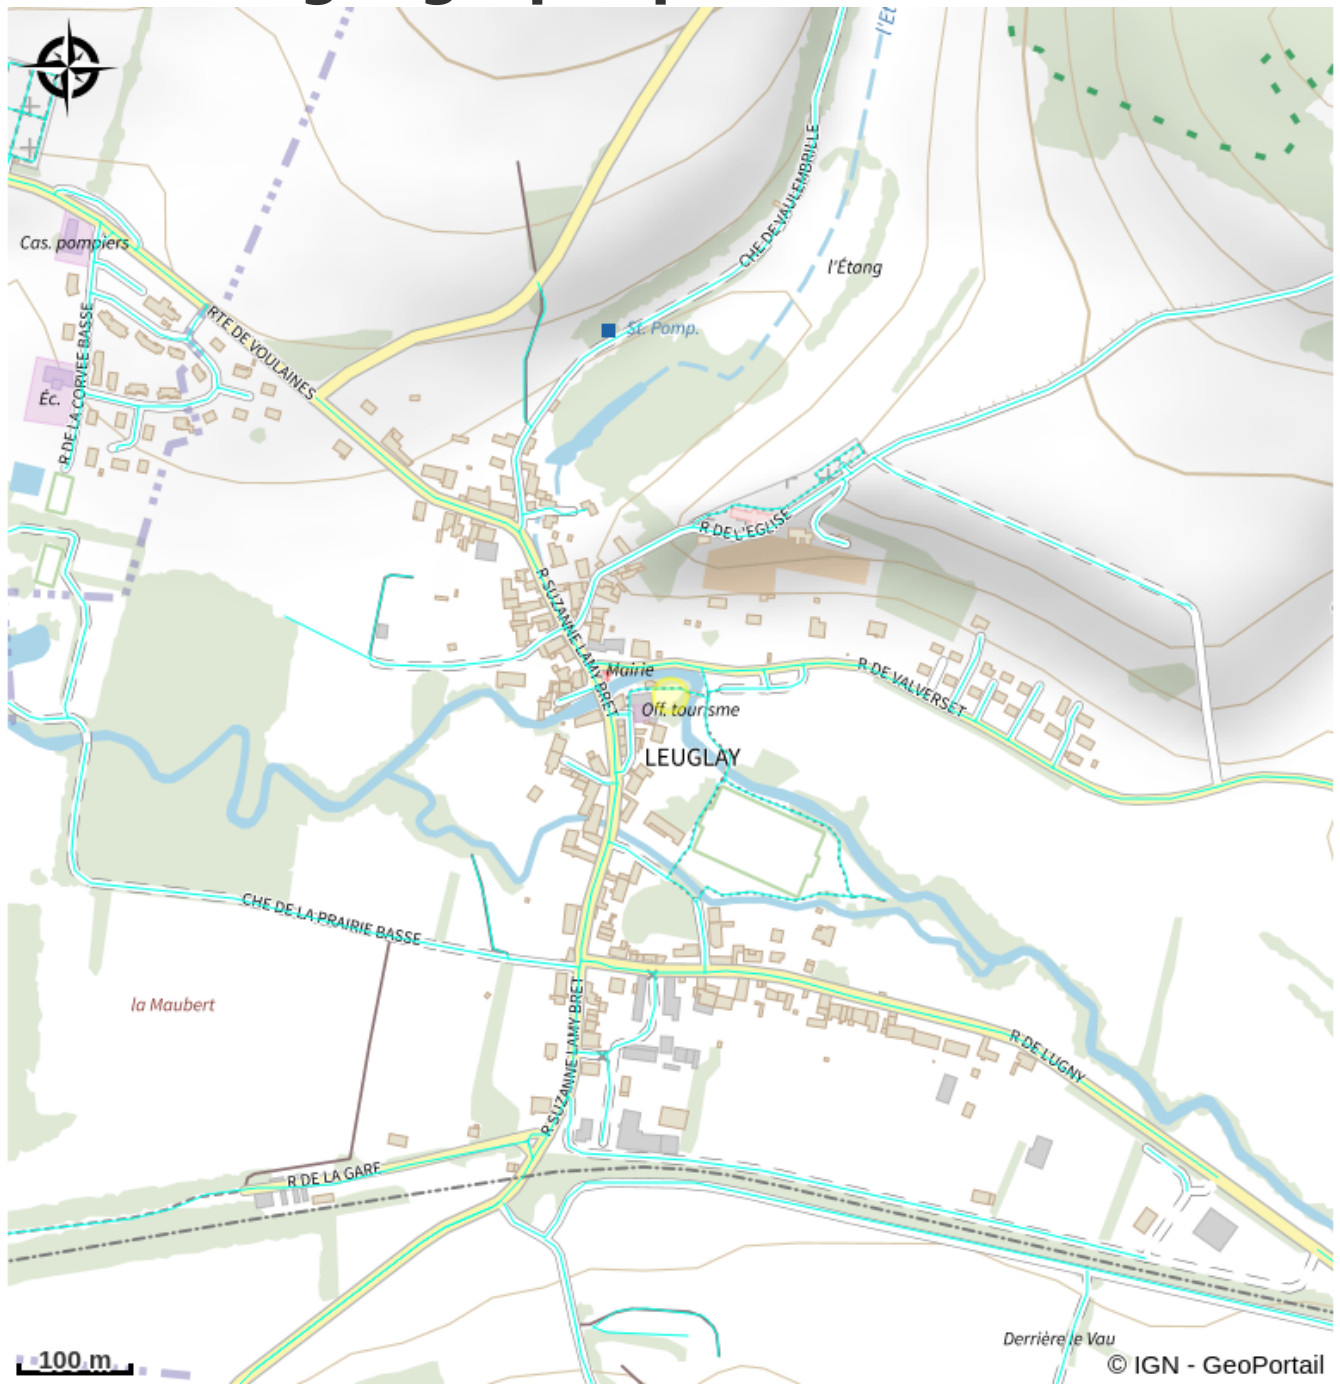 l'Ét
CHE DE VAULEMBRILLE
Cas. pompiers
l'Étang
RTE DE VOULAINES
St. Pomp.
R DE LA CORVEE BASSE
Éc.
R DE L'EGLISE
R SUZANNE LAMY BRET
Mairie
R DE VALVERSET
Off. tourisme
LEUGLAY
CHE DE LA PRAIRIE BASSE
la Maubert
R SUZANNE LAMY BRET
R DE LUGNY
R DE LA GARE
Derrière le Vau
100 m
© IGN - GeoPortail